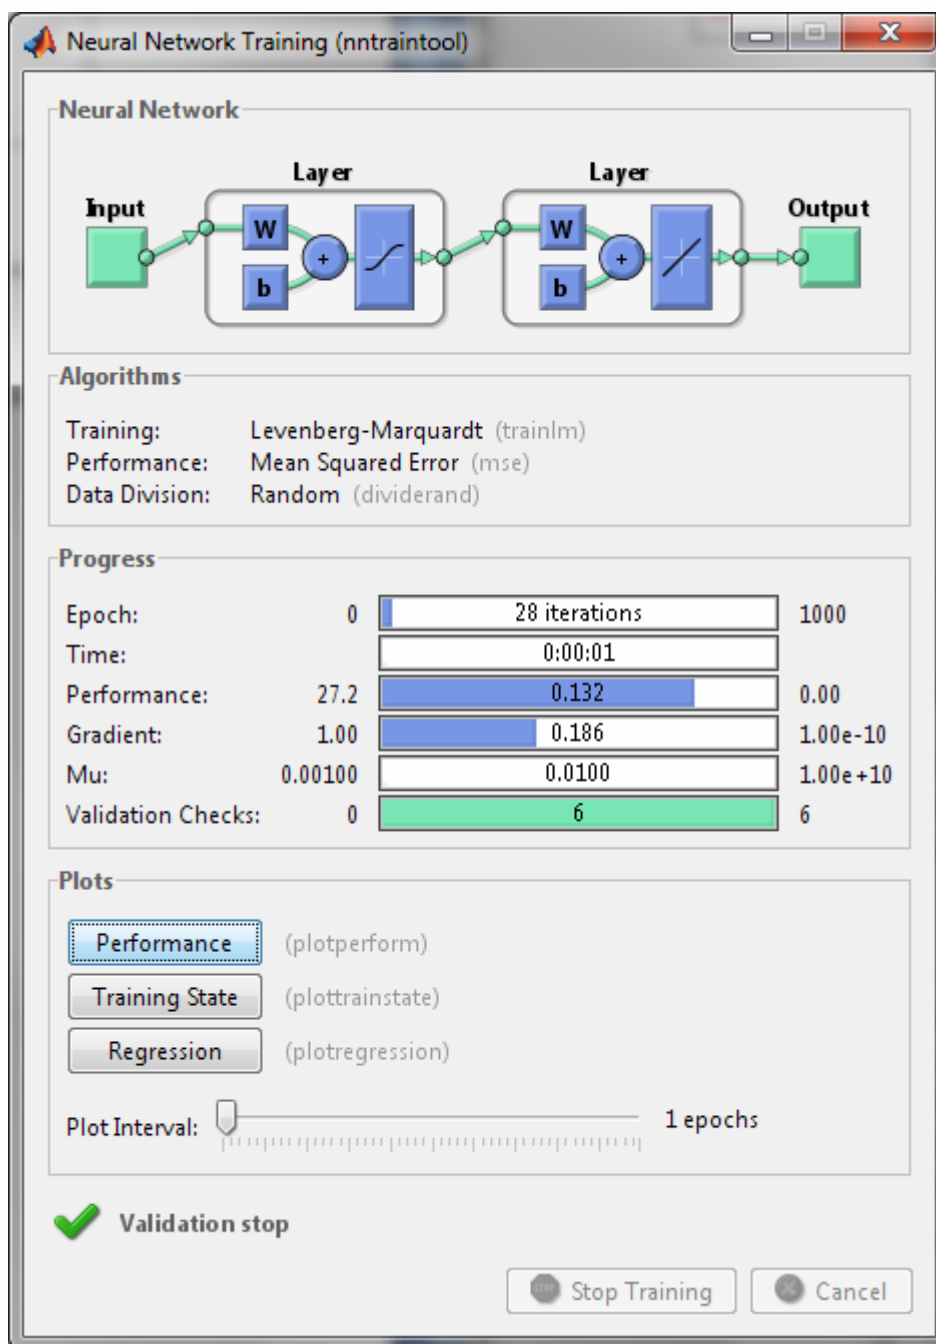 Neural Network Training (nntraintool)
Neural Network
Layer Layer
Input Output
W W
+ +
b b
Algorithms
Training: Levenberg-Marquardt (trainlm)
Performance: Mean Squared Error (mse)
Data Division: Random (dividerand)
Progress
Epoch: 0 28 iterations 1000
Time: 0:00:01
Performance: 27.2 0.132 0.00
Gradient: 1.00 0.186 1.00e-10
Mu: 0.00100 0.0100 1.00e+10
Validation Checks: 0 6 6
Plots
Performance (plotperform)
Training State (plottrainstate)
Regression (plotregression)
Plot Interval: 1 epochs
Validation stop
STOP Stop Training Cancel